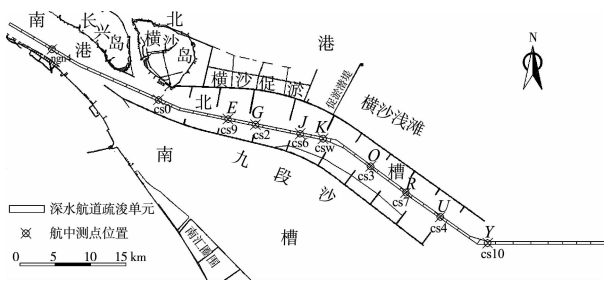 南
港
长
兴
岛
北
港
横
沙
岛
横沙促淤
促淤潜堤
横沙浅滩
N
北
槽
南
槽
九
段
沙
南汇圈围
ngn4
cs0
E
cs9
G
cs2
J
cs6
K
csw
O
cs3
R
cs7
U
cs4
Y
cs10
深水航道疏浚单元
航中测点位置
0 5 10 15 km